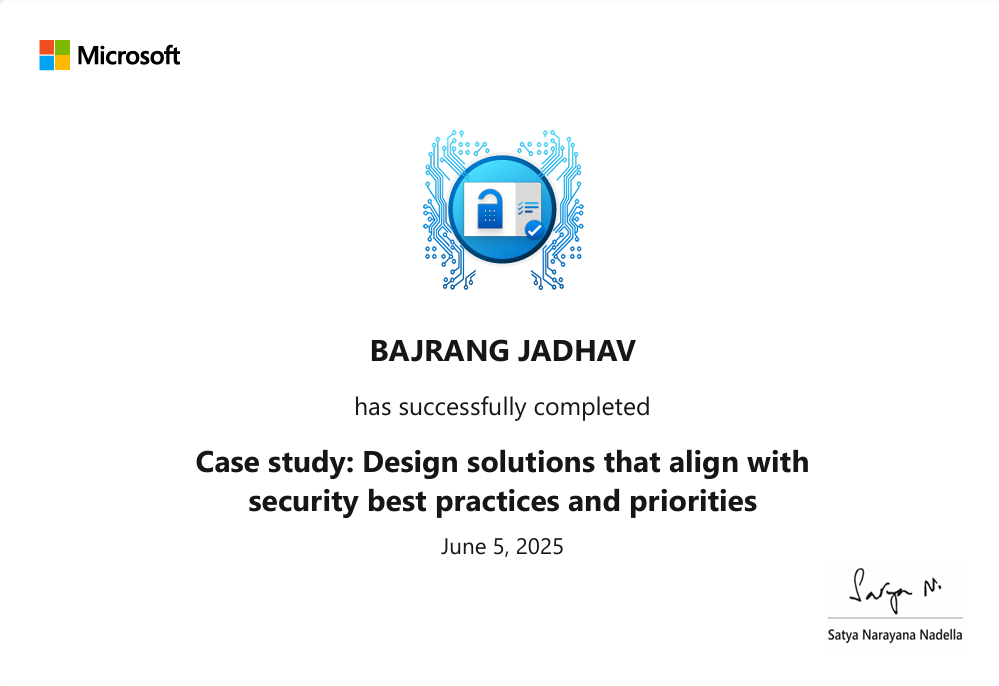 Microsoft
BAJRANG JADHAV
has successfully completed
Case study: Design solutions that align with
security best practices and priorities
June 5, 2025
Satya N.
Satya Narayana Nadella